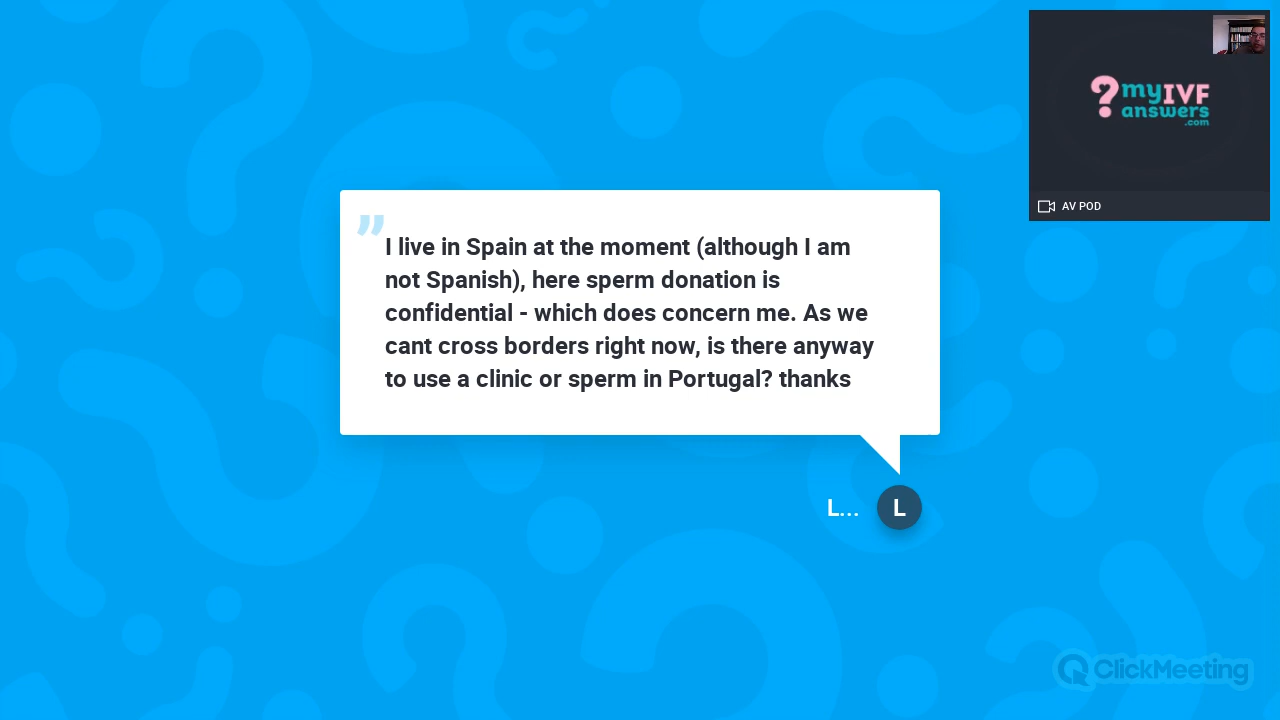 ?myIVF
answers
.com
AV POD
”
I live in Spain at the moment (although I am
not Spanish), here sperm donation is
confidential - which does concern me. As we
cant cross borders right now, is there anyway
to use a clinic or sperm in Portugal? thanks
L...
L
ClickMeeting